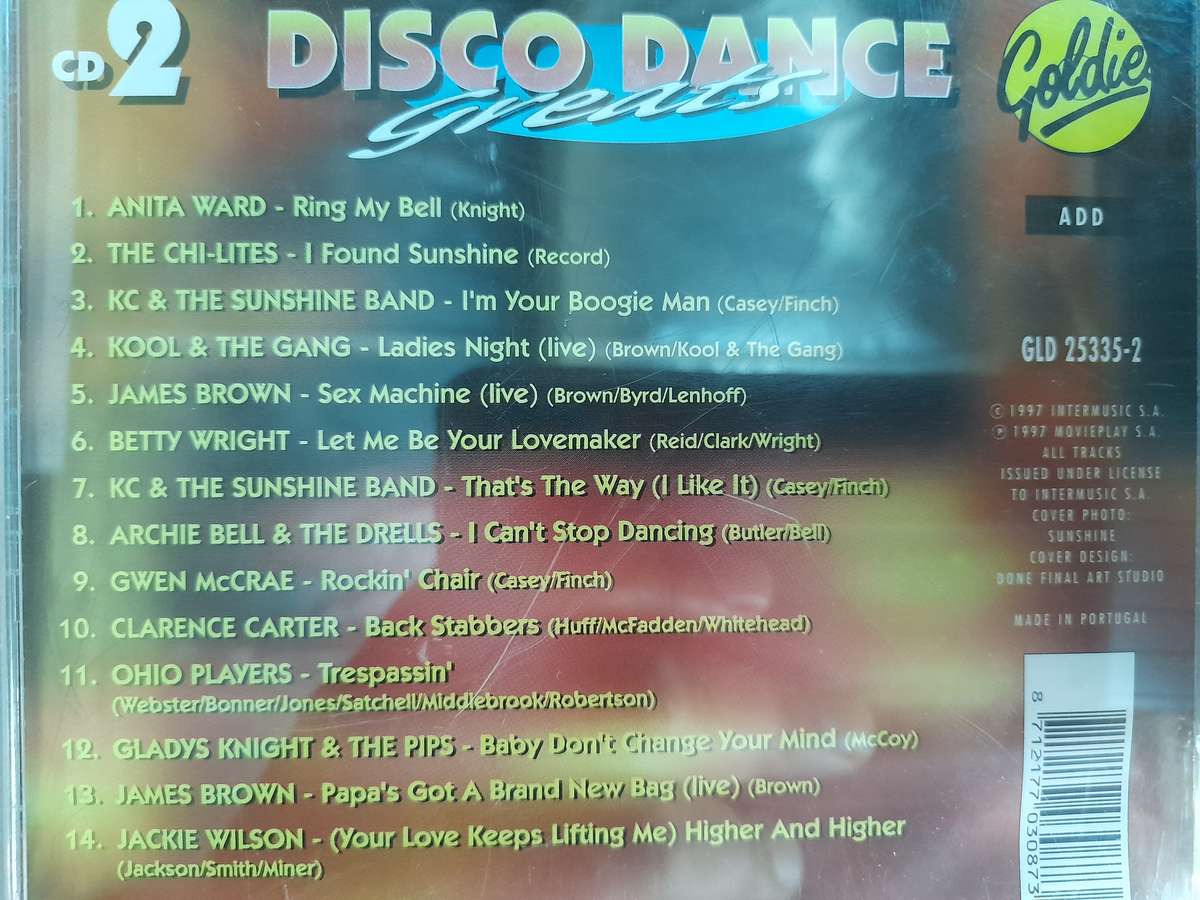 CD 2
DISCO DANCE
Greats
Goldie
1. ANITA WARD - Ring My Bell (Knight)
2. THE CHI-LITES - I Found Sunshine (Record)
3. KC & THE SUNSHINE BAND - I'm Your Boogie Man (Casey/Finch)
4. KOOL & THE GANG - Ladies Night (live) (Brown/Kool & The Gang)
5. JAMES BROWN - Sex Machine (live) (Brown/Byrd/Lenhoff)
6. BETTY WRIGHT - Let Me Be Your Lovemaker (Reid/Clark/Wright)
7. KC & THE SUNSHINE BAND - That's The Way (I Like It) (Casey/Finch)
8. ARCHIE BELL & THE DRELLS - I Can't Stop Dancing (Butler/Bell)
9. GWEN McCRAE - Rockin' Chair (Casey/Finch)
10. CLARENCE CARTER - Back Stabbers (Huff/McFadden/Whitehead)
11. OHIO PLAYERS - Trespassin'
(Webster/Bonner/Jones/Satchell/Middlebrook/Robertson)
12. GLADYS KNIGHT & THE PIPS - Baby Don't Change Your Mind (McCoy)
13. JAMES BROWN - Papa's Got A Brand New Bag (live) (Brown)
14. JACKIE WILSON - (Your Love Keeps Lifting Me) Higher And Higher
(Jackson/Smith/Miner)
ADD
GLD 25335-2
© 1997 INTERMUSIC S.A.
℗ 1997 MOVIEPLAY S.A.
ALL TRACKS
ISSUED UNDER LICENSE
TO INTERMUSIC S.A.
COVER PHOTO:
SUNSHINE
COVER DESIGN:
DONE FINAL ART STUDIO
MADE IN PORTUGAL
8 712177 030873